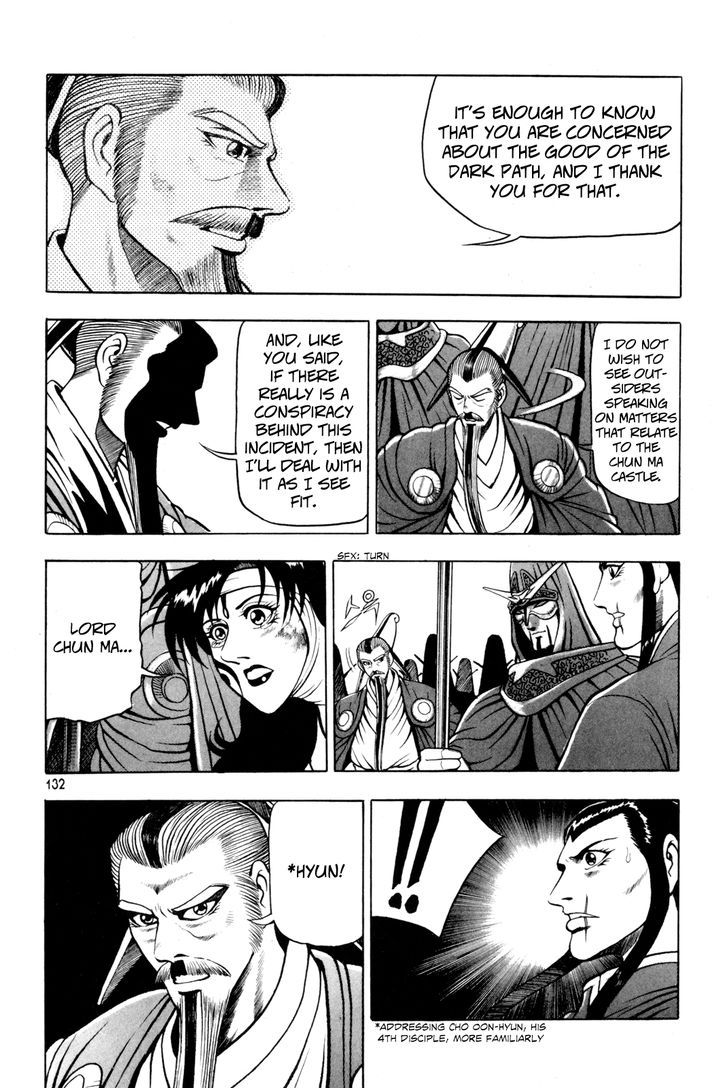 IT'S ENOUGH TO KNOW
THAT YOU ARE CONCERNED
ABOUT THE GOOD OF THE
DARK PATH, AND I THANK
YOU FOR THAT.
AND, LIKE
YOU SAID,
IF THERE
REALLY IS A
CONSPIRACY
BEHIND THIS
INCIDENT, THEN
I'LL DEAL WITH
IT AS I SEE
FIT.
I DO NOT
WISH TO
SEE OUT-
SIDERS
SPEAKING
ON MATTERS
THAT RELATE
TO THE
CHUN MA
CASTLE.
LORD
CHUN MA...
SFX: TURN
132
*HYUN!
!!
*ADDRESSING CHO OON-HYUN, HIS
4TH DISCIPLE, MORE FAMILIARLY